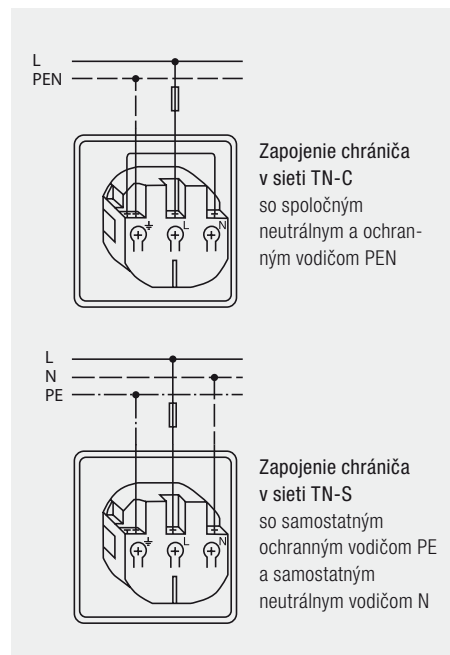 L
PEN
Zapojenie chrániča
v sieti TN-C
so spoločným
neutrálnym a ochran-
ným vodičom PEN
L
N
L
N
PE
Zapojenie chrániča
v sieti TN-S
so samostatným
ochranným vodičom PE
a samostatným
neutrálnym vodičom N
L
N